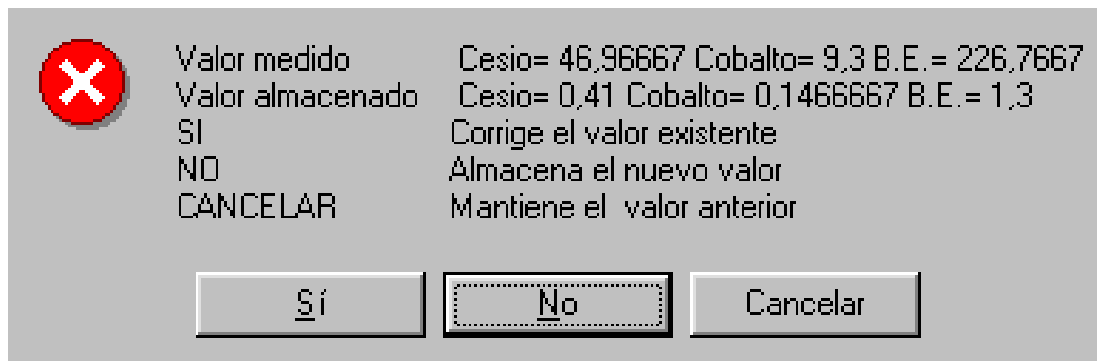 Valor medido Cesio= 46,96667 Cobalto= 9,3 B.E.= 226,7667
Valor almacenado Cesio= 0,41 Cobalto= 0,1466667 B.E.= 1,3
SI Corrige el valor existente
NO Almacena el nuevo valor
CANCELAR Mantiene el valor anterior
Sí No Cancelar